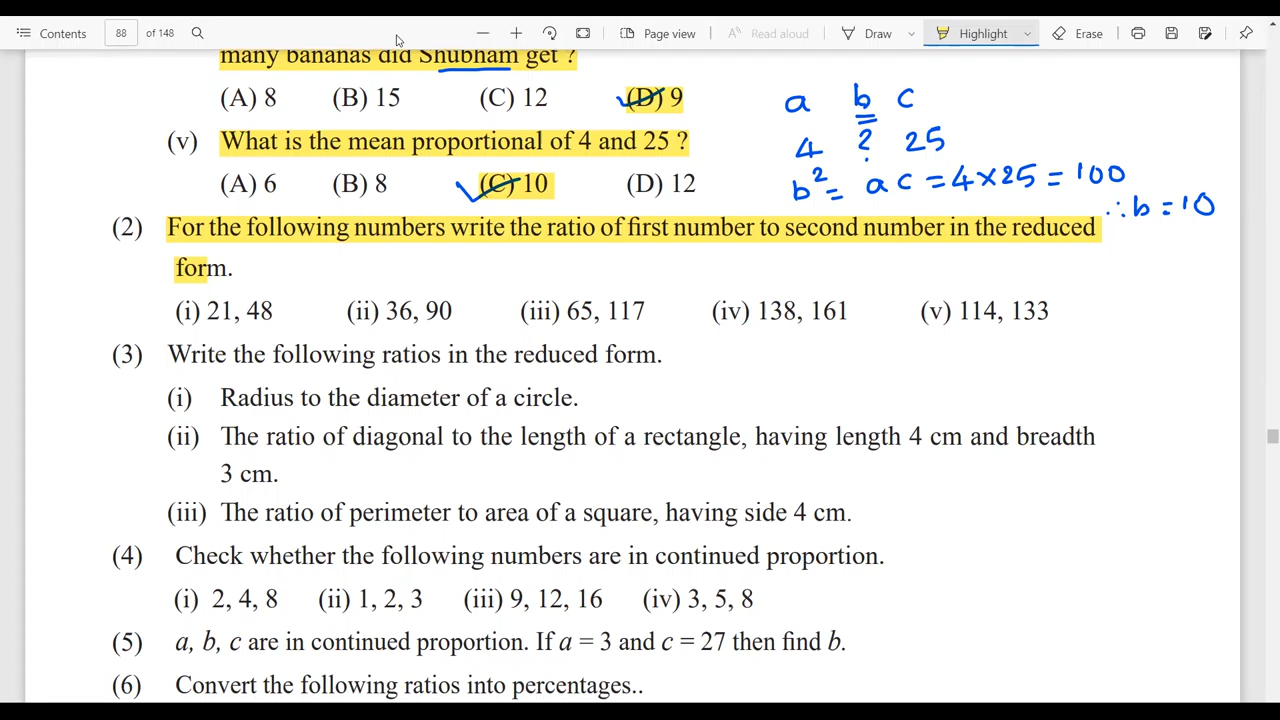 Contents 88 of 148 Page view Read aloud Draw Highlight Erase
many bananas did Shubham get ?
(A) 8 (B) 15 (C) 12 (D) 9
a b c
(v) What is the mean proportional of 4 and 25 ?
4 ? 25
(A) 6 (B) 8 (C) 10 (D) 12
b² = ac = 4×25 = 100
∴ b = 10
(2) For the following numbers write the ratio of first number to second number in the reduced
form.
(i) 21, 48 (ii) 36, 90 (iii) 65, 117 (iv) 138, 161 (v) 114, 133
(3) Write the following ratios in the reduced form.
(i) Radius to the diameter of a circle.
(ii) The ratio of diagonal to the length of a rectangle, having length 4 cm and breadth
3 cm.
(iii) The ratio of perimeter to area of a square, having side 4 cm.
(4) Check whether the following numbers are in continued proportion.
(i) 2, 4, 8 (ii) 1, 2, 3 (iii) 9, 12, 16 (iv) 3, 5, 8
(5) a, b, c are in continued proportion. If a = 3 and c = 27 then find b.
(6) Convert the following ratios into percentages..